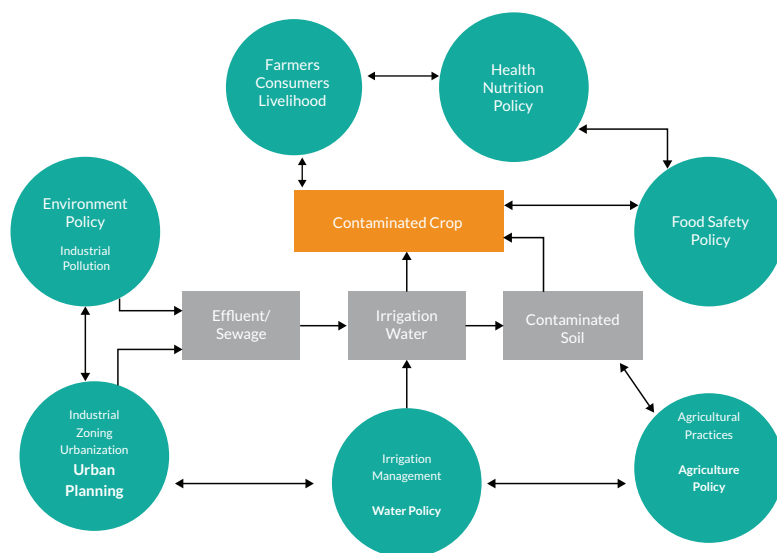 Farmers
Consumers
Livelihood
Health
Nutrition
Policy
Environment
Policy
Industrial
Pollution
Contaminated Crop
Food Safety
Policy
Effluent/
Sewage
Irrigation
Water
Contaminated
Soil
Industrial
Zoning
Urbanization
Urban
Planning
Irrigation
Management
Water Policy
Agricultural
Practices
Agriculture
Policy